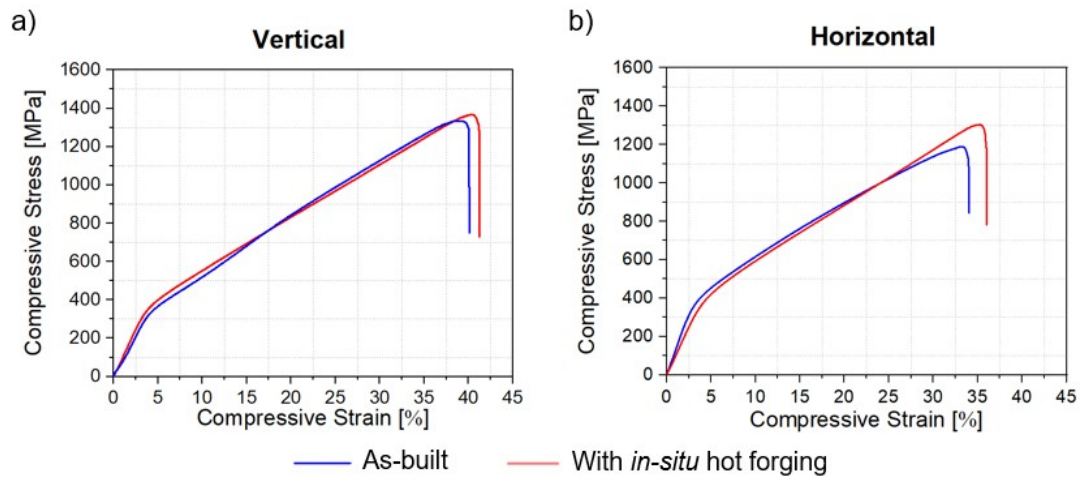 a)
Vertical
Compressive Stress [MPa]
1600
1400
1200
1000
800
600
400
200
0
0 5 10 15 20 25 30 35 40 45
Compressive Strain [%]
b)
Horizontal
Compressive Stress [MPa]
1600
1400
1200
1000
800
600
400
200
0
0 5 10 15 20 25 30 35 40 45
Compressive Strain [%]
As-built
With in-situ hot forging